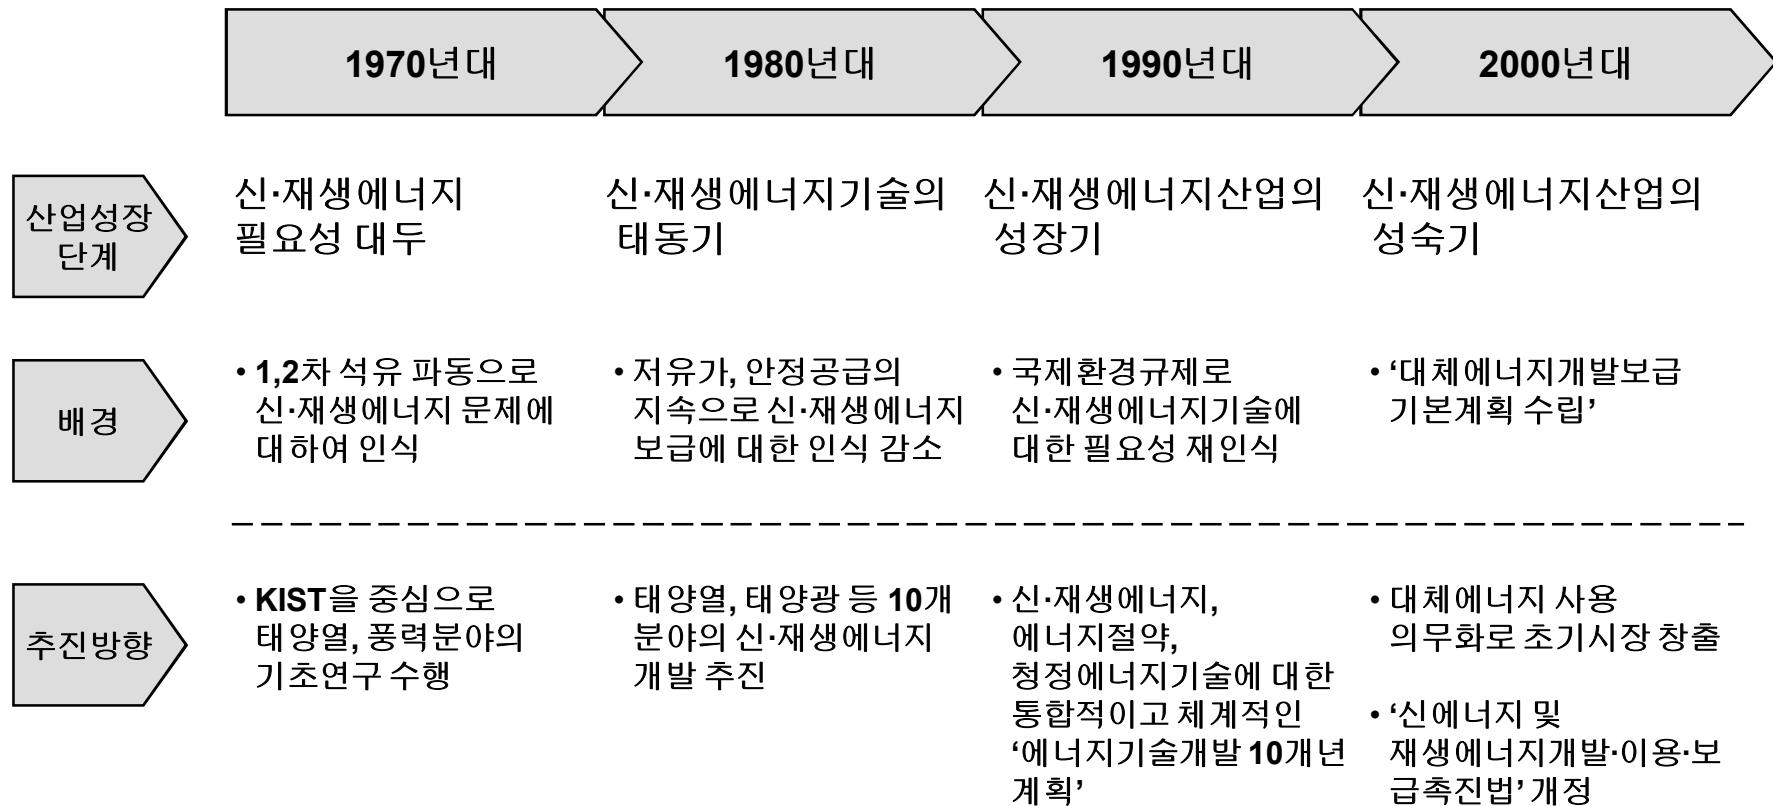 1970년대
1980년대
1990년대
2000년대
산업성장
단계
신·재생에너지
필요성 대두
신·재생에너지기술의
태동기
신·재생에너지산업의
성장기
신·재생에너지산업의
성숙기
배경
• 1,2차 석유 파동으로
신·재생에너지 문제에
대하여 인식
• 저유가, 안정공급의
지속으로 신·재생에너지
보급에 대한 인식 감소
• 국제환경규제로
신·재생에너지기술에
대한 필요성 재인식
• ‘대체에너지개발보급
기본계획 수립’
추진방향
• KIST을 중심으로
태양열, 풍력분야의
기초연구 수행
• 태양열, 태양광 등 10개
분야의 신·재생에너지
개발 추진
• 신·재생에너지,
에너지절약,
청정에너지기술에 대한
통합적이고 체계적인
‘에너지기술개발 10개년
계획’
• 대체에너지 사용
의무화로 초기시장 창출
• ‘신에너지 및
재생에너지개발·이용·보
급촉진법’ 개정